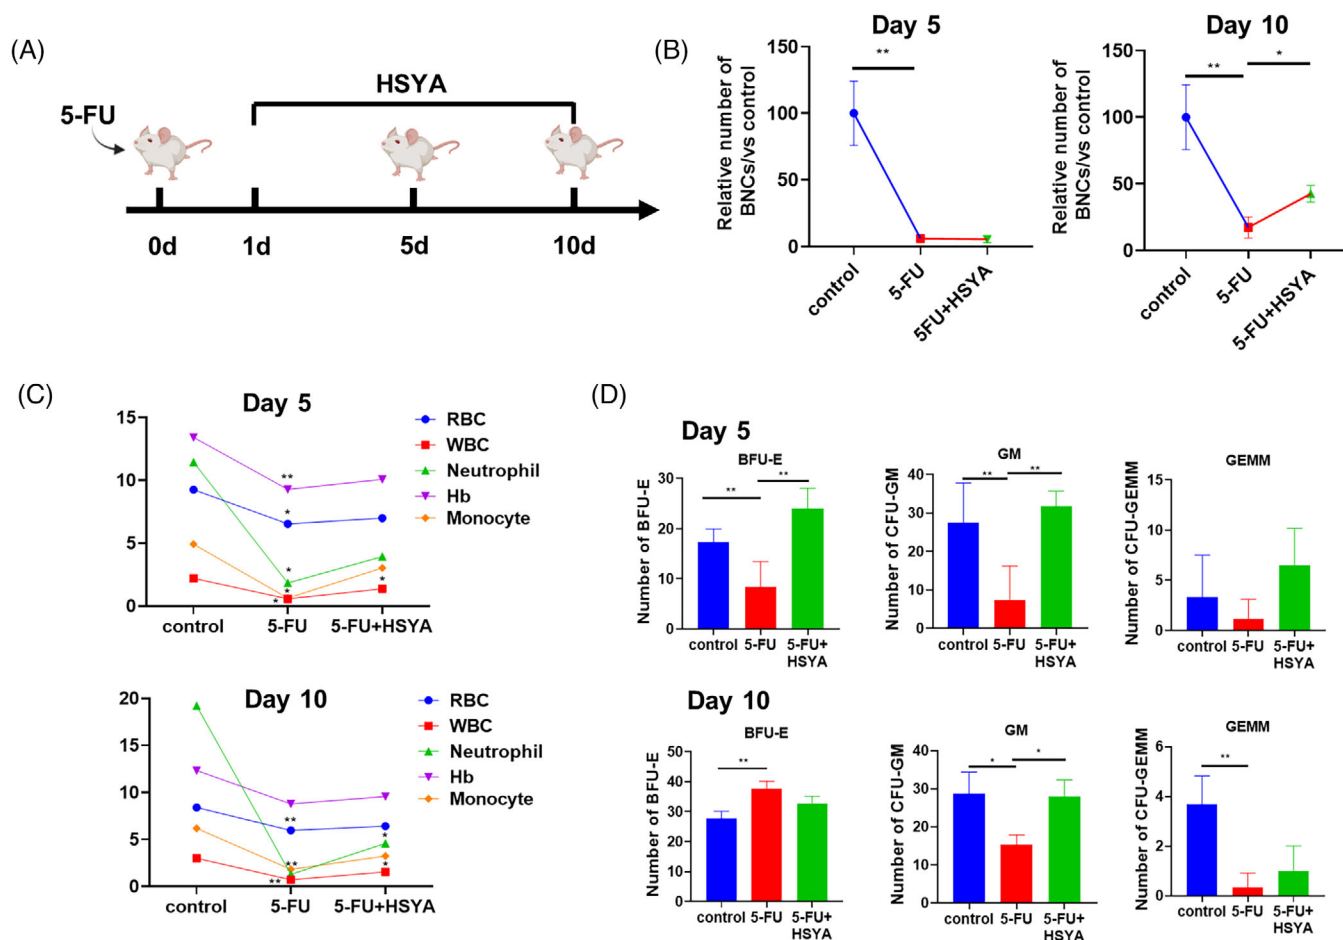 (A)
HSYA
5-FU
0d 1d 5d 10d
(B)
Day 5
Relative number of
BNCs/vs control
150
100
50
0
**
control 5-FU 5FU+HSYA
Day 10
Relative number of
BNCs/vs control
150
100
50
0
** *
control 5-FU 5-FU+HSYA
(C)
Day 5
15
10
5
0
** * * * * *
control 5-FU 5-FU+HSYA
RBC
WBC
Neutrophil
Hb
Monocyte
Day 10
20
15
10
5
0
** ** ** * *
control 5-FU 5-FU+HSYA
RBC
WBC
Neutrophil
Hb
Monocyte
(D)
Day 5
BFU-E
Number of BFU-E
30
20
10
0
** **
control 5-FU 5-FU+
HSYA
GM
Number of CFU-GM
40
30
20
10
0
** **
control 5-FU 5-FU+
HSYA
GEMM
Number of CFU-GEMM
15
10
5
0
control 5-FU 5-FU+
HSYA
Day 10
BFU-E
Number of BFU-E
50
40
30
20
10
0
**
control 5-FU 5-FU+
HSYA
GM
Number of CFU-GM
40
30
20
10
0
* *
control 5-FU 5-FU+
HSYA
GEMM
Number of CFU-GEMM
6
4
2
0
**
control 5-FU 5-FU+
HSYA